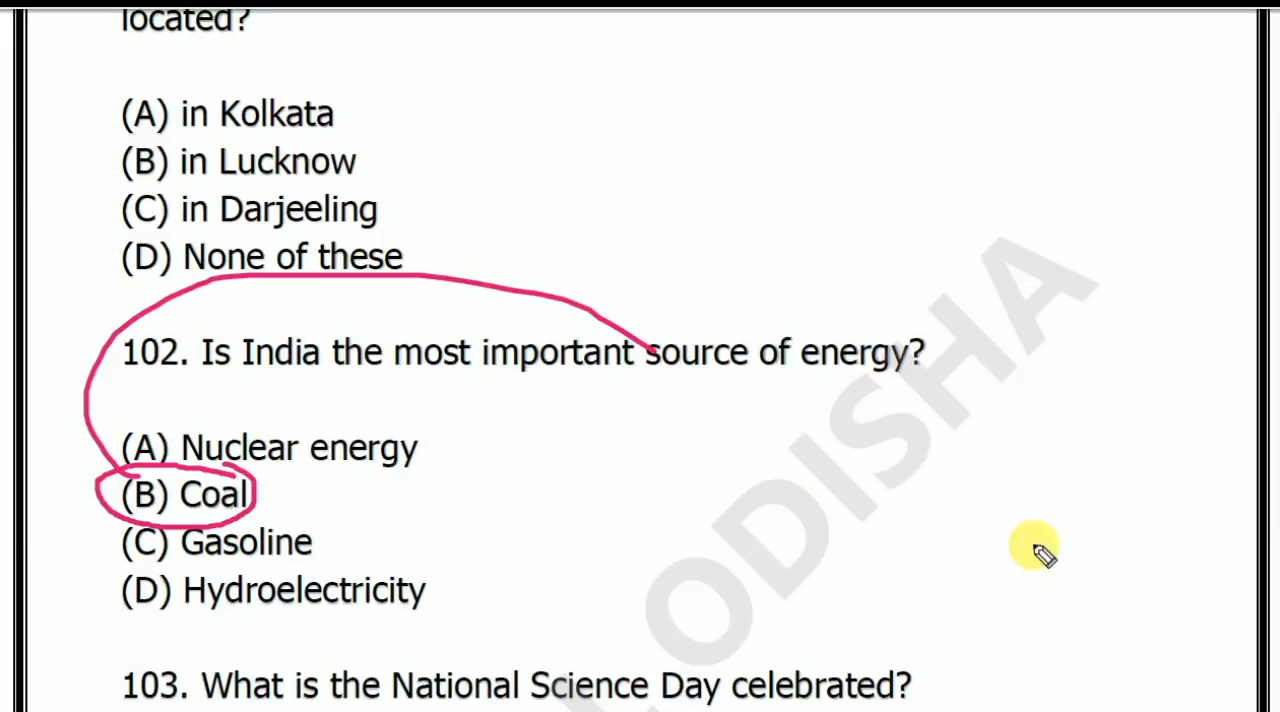 located?
(A) in Kolkata
(B) in Lucknow
(C) in Darjeeling
(D) None of these
102. Is India the most important source of energy?
(A) Nuclear energy
(B) Coal
(C) Gasoline
(D) Hydroelectricity
ODISHA
103. What is the National Science Day celebrated?